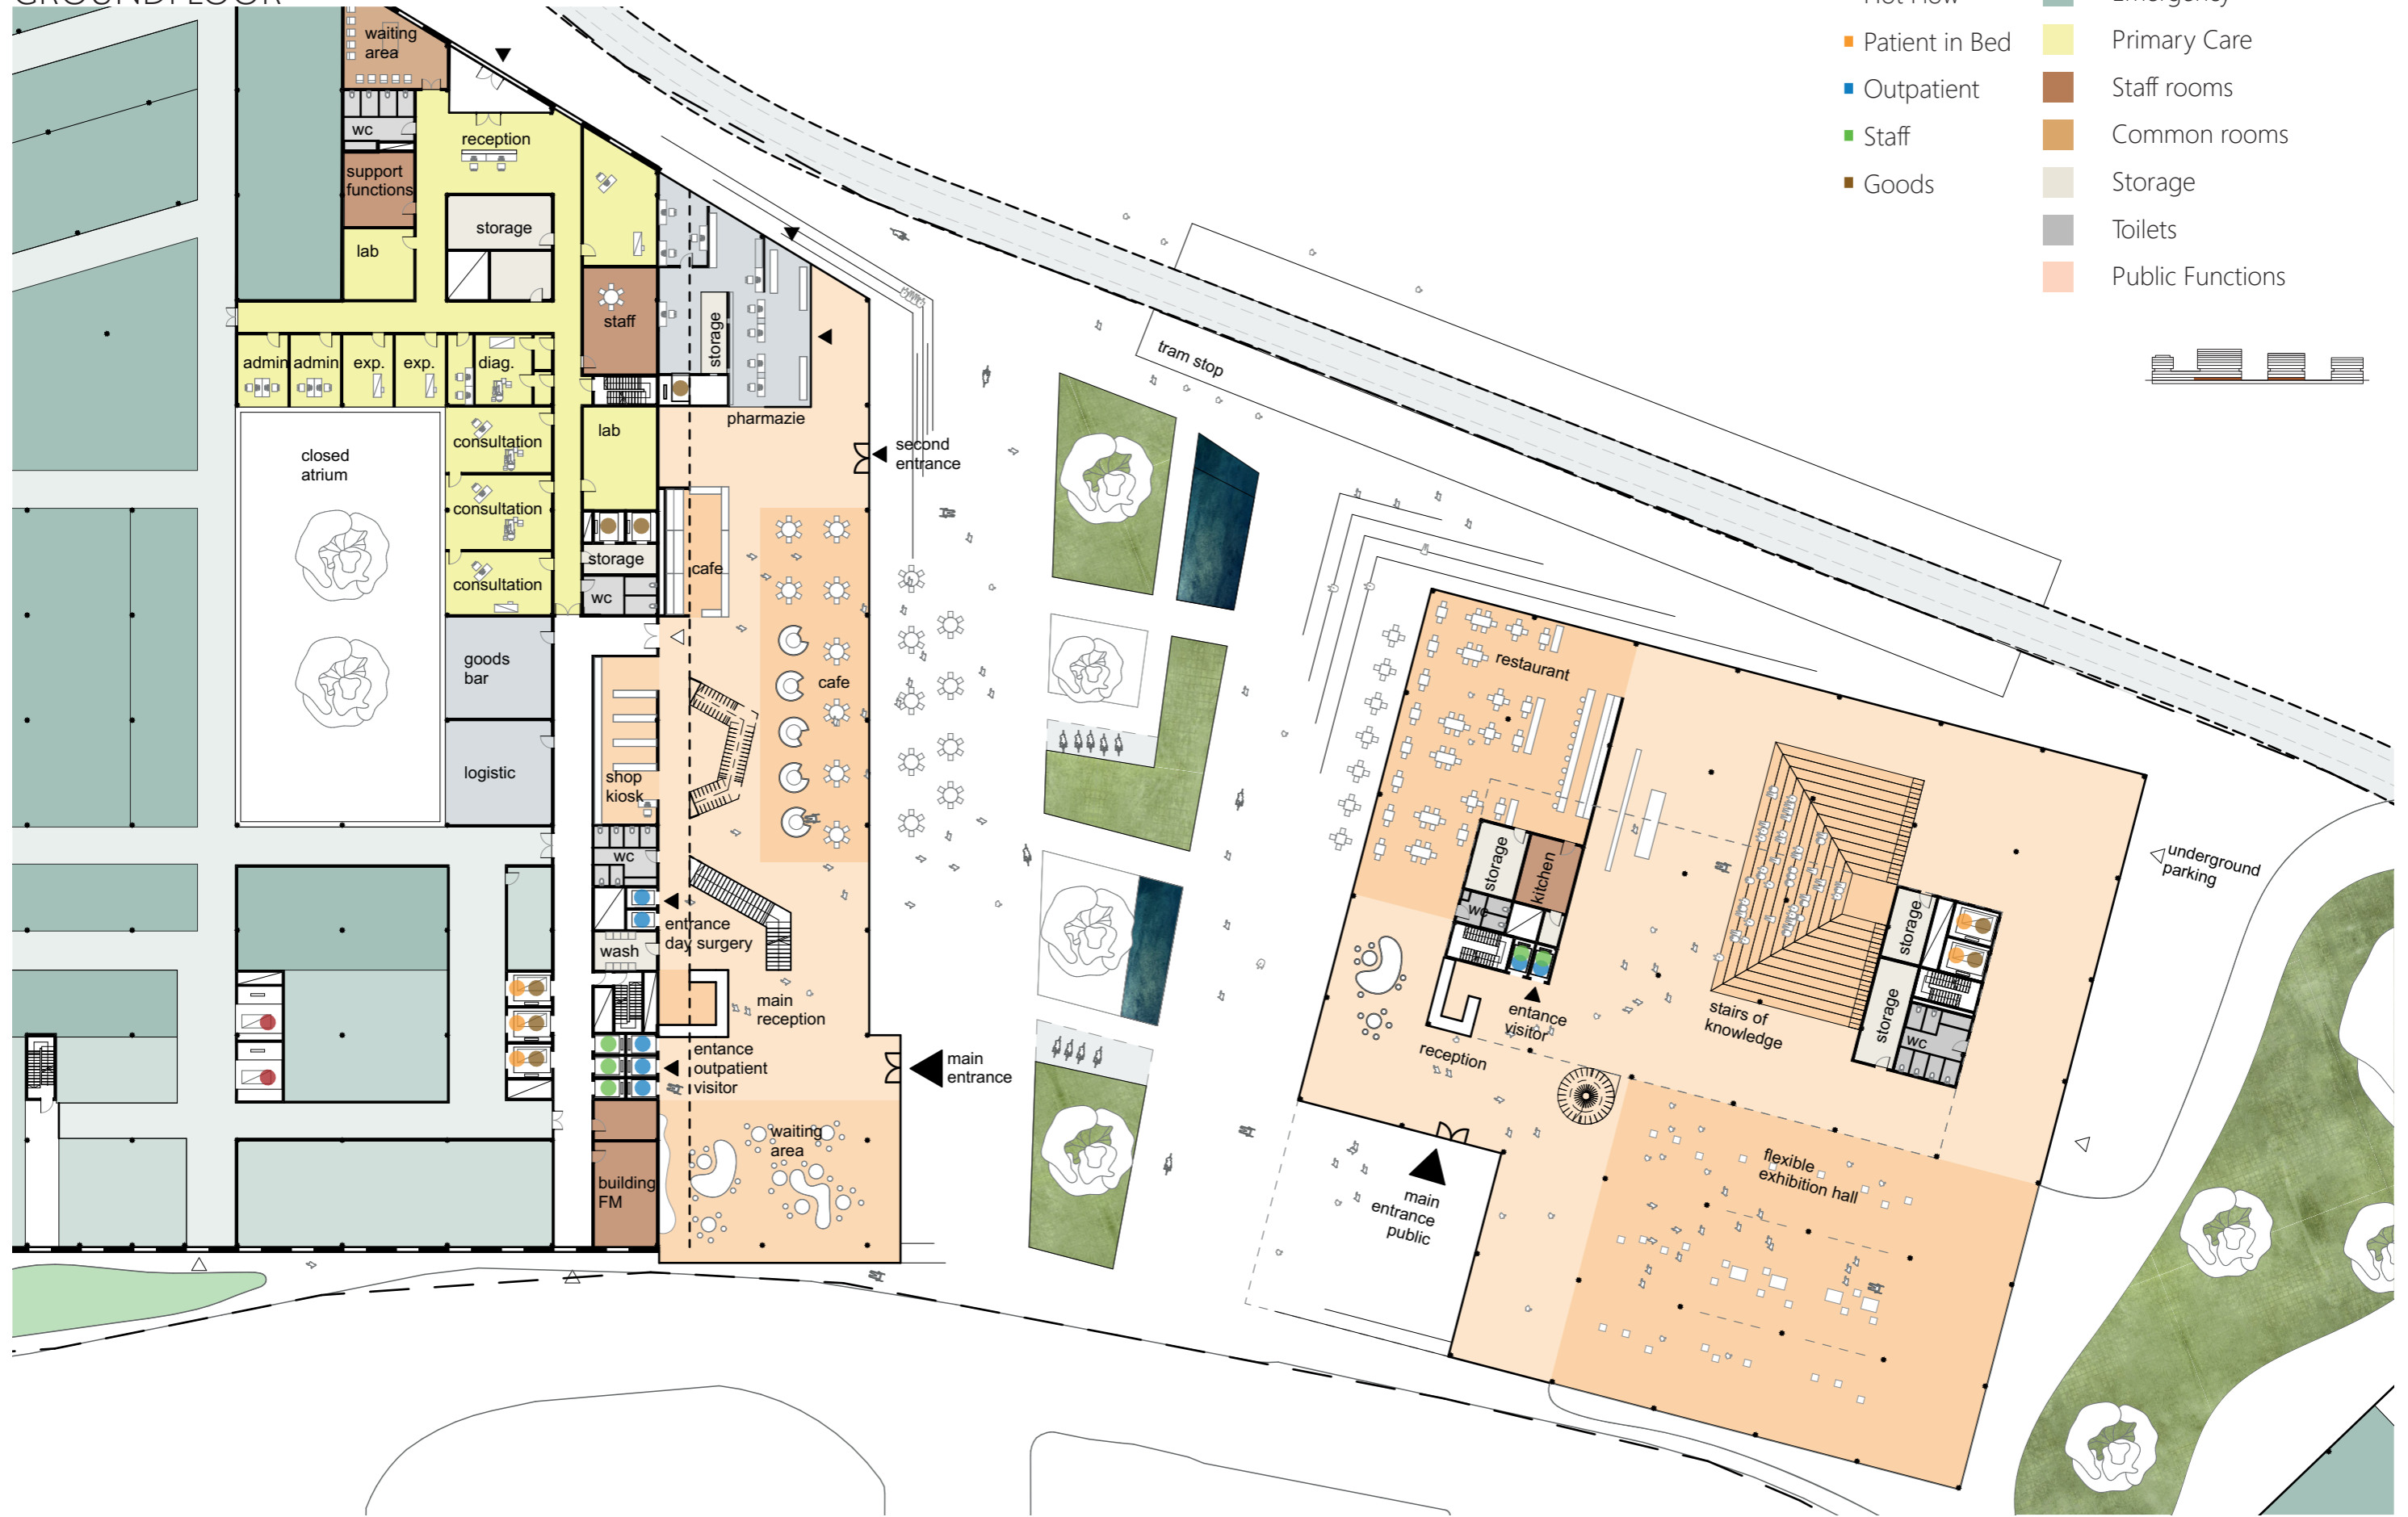 GROUNDFLOOR
Hot Flow
Patient in Bed
Outpatient
Staff
Goods
Emergency
Primary Care
Staff rooms
Common rooms
Storage
Toilets
Public Functions
waiting
area
wc
reception
support
functions
storage
lab
staff
storage
admin
admin
exp.
exp.
diag.
pharmazie
closed
atrium
consultation
lab
second
entrance
consultation
consultation
storage
wc
cafe
goods
bar
cafe
logistic
shop
kiosk
wc
entrance
day surgery
wash
main
reception
entance
outpatient
visitor
main
entrance
waiting
area
building
FM
tram stop
restaurant
storage
kitchen
wc
entance
visitor
reception
stairs of
knowledge
storage
storage
wc
underground
parking
main
entrance
public
flexible
exhibition hall